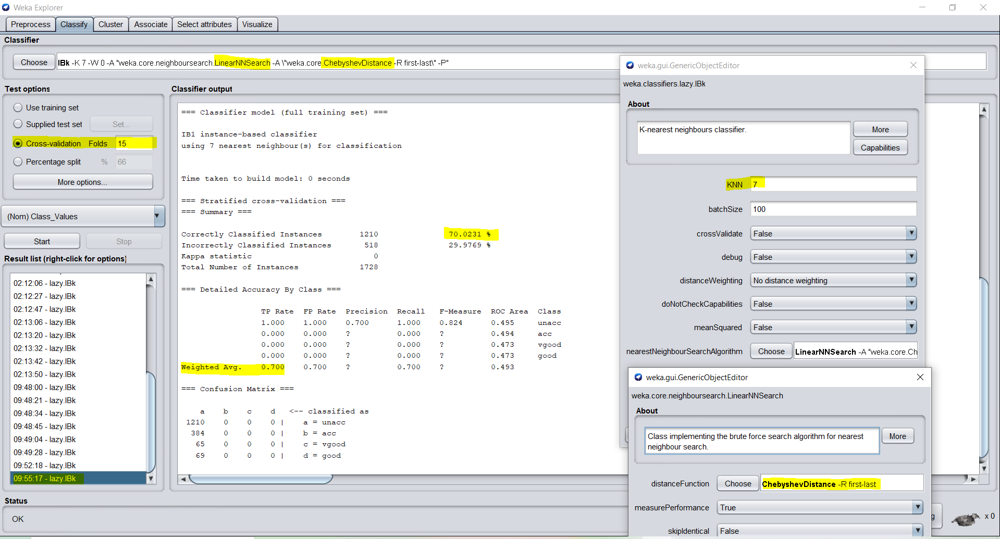 Weka Explorer
Preprocess Classify Cluster Associate Select attributes Visualize
Classifier
Choose IBk -K 7 -W 0 -A "weka.core.neighboursearch.LinearNNSearch -A \"weka.core.ChebyshevDistance -R first-last\" -P"
Test options
Use training set
Supplied test set Set...
Cross-validation Folds 15
Percentage split % 66
More options...
(Nom) Class_Values
Start Stop
Result list (right-click for options)
02:12:06 - lazy.IBk
02:12:27 - lazy.IBk
02:12:47 - lazy.IBk
02:13:06 - lazy.IBk
02:13:20 - lazy.IBk
02:13:32 - lazy.IBk
02:13:42 - lazy.IBk
02:13:50 - lazy.IBk
09:48:00 - lazy.IBk
09:48:21 - lazy.IBk
09:48:34 - lazy.IBk
09:48:45 - lazy.IBk
09:49:04 - lazy.IBk
09:49:28 - lazy.IBk
09:52:18 - lazy.IBk
09:55:17 - lazy.IBk
Classifier output
=== Classifier model (full training set) ===
IB1 instance-based classifier
using 7 nearest neighbour(s) for classification
Time taken to build model: 0 seconds
=== Stratified cross-validation ===
=== Summary ===
Correctly Classified Instances 1210 70.0231 %
Incorrectly Classified Instances 518 29.9769 %
Kappa statistic 0
Total Number of Instances 1728
=== Detailed Accuracy By Class ===
TP Rate FP Rate Precision Recall F-Measure ROC Area Class
1.000 1.000 0.700 1.000 0.824 0.495 unacc
0.000 0.000 ? 0.000 ? 0.494 acc
0.000 0.000 ? 0.000 ? 0.473 vgood
0.000 0.000 ? 0.000 ? 0.473 good
Weighted Avg. 0.700 0.700 ? 0.700 ? 0.493
=== Confusion Matrix ===
a b c d <-- classified as
1210 0 0 0 | a = unacc
384 0 0 0 | b = acc
65 0 0 0 | c = vgood
69 0 0 0 | d = good
weka.gui.GenericObjectEditor
weka.classifiers.lazy.IBk
About
K-nearest neighbours classifier.
More
Capabilities
KNN 7
batchSize 100
crossValidate False
debug False
distanceWeighting No distance weighting
doNotCheckCapabilities False
meanSquared False
nearestNeighbourSearchAlgorithm Choose LinearNNSearch -A "weka.core.Ch
weka.gui.GenericObjectEditor
weka.core.neighboursearch.LinearNNSearch
About
Class implementing the brute force search algorithm for nearest
neighbour search.
More
distanceFunction Choose ChebyshevDistance -R first-last
measurePerformance True
skipIdentical False
Status
OK
g
x 0